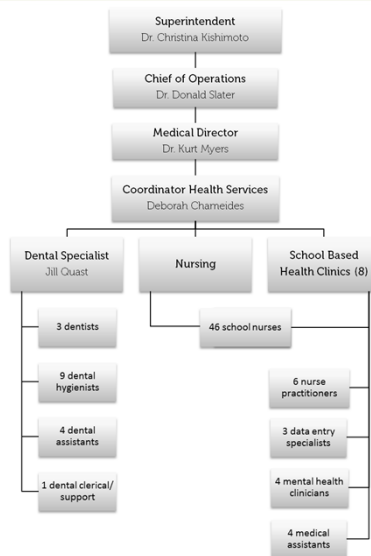 Superintendent
Dr. Christina Kishimoto
Chief of Operations
Dr. Donald Slater
Medical Director
Dr. Kurt Myers
Coordinator Health Services
Deborah Chameides
Dental Specialist
Jill Quast
Nursing
School Based
Health Clinics (8)
3 dentists
46 school nurses
9 dental
hygienists
6 nurse
practitioners
4 dental
assistants
3 data entry
specialists
1 dental clerical/
support
4 mental health
clinicians
4 medical
assistants